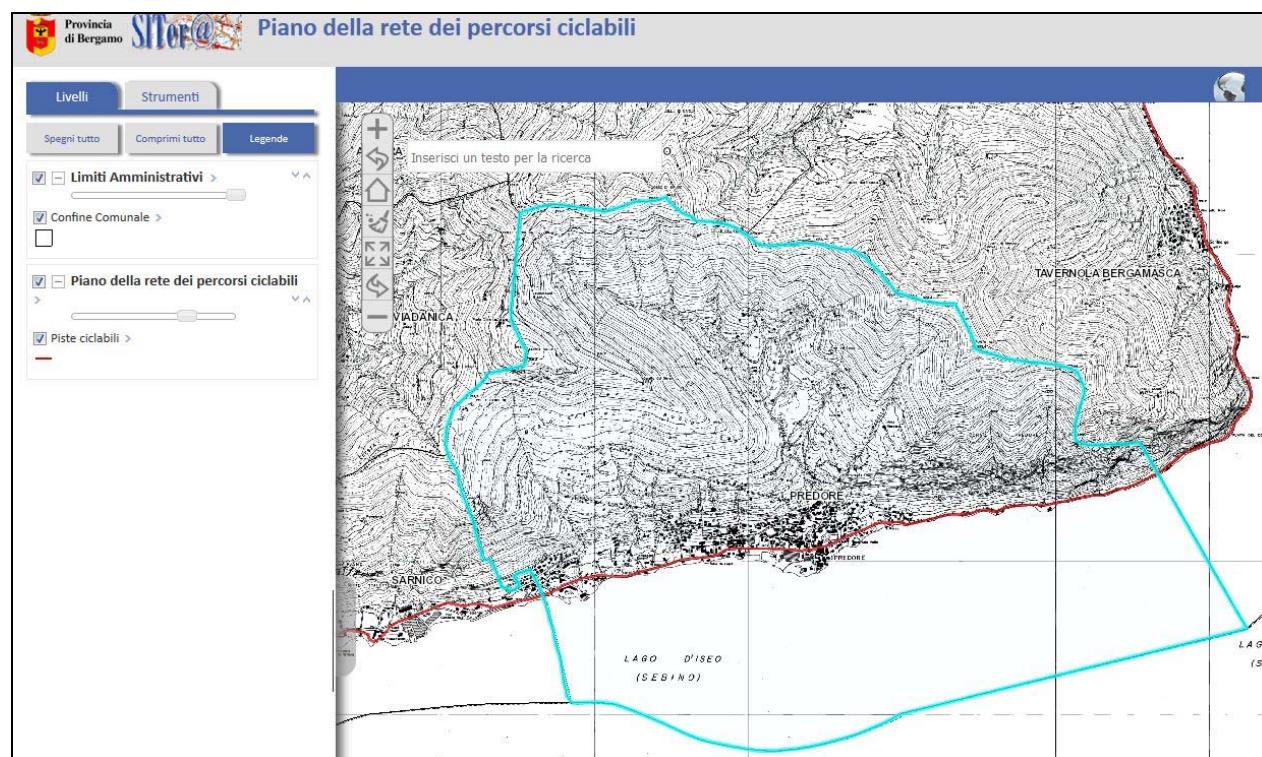 Provincia
di Bergamo
SITer@
Piano della rete dei percorsi ciclabili
Livelli
Strumenti
Spegni tutto
Comprimi tutto
Legende
Limiti Amministrativi >
Confine Comunale >
Piano della rete dei percorsi ciclabili
>
Piste ciclabili >
Inserisci un testo per la ricerca
TAVERNOLA BERGAMASCA
VIADANICA
PREDORE
PREDORE
SARNICO
LAGO D'ISEO
(SEBINO)
LAG
(S